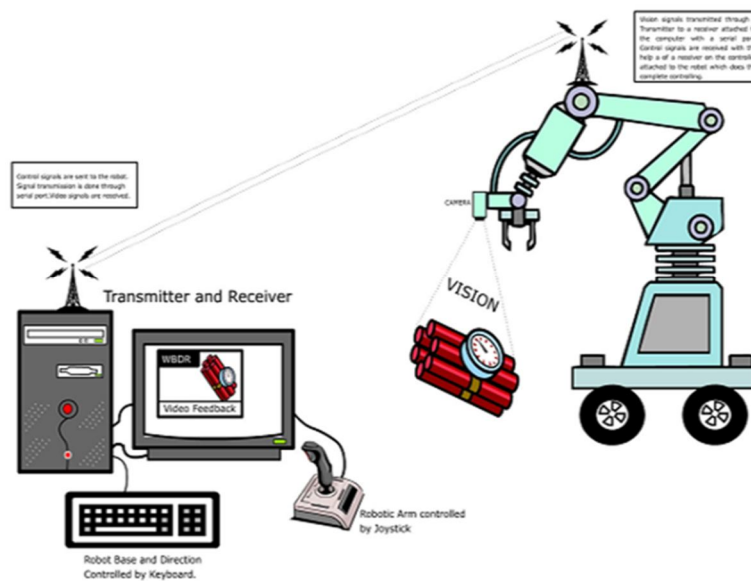 Vision signals transmitted through
Transmitter to a receiver attached
the computer with a serial
Control signals are received with
help a of a receiver on the
attached to the robot which does
complete controlling.
Control signals are sent to the robot.
Signal transmission is done through
serial port.Video signals are received.
CAMERA
VISION
Transmitter and Receiver
WBDR
Video Feedback
Robotic Arm controlled
by Joystick
Robot Base and Direction
Controlled by Keyboard.